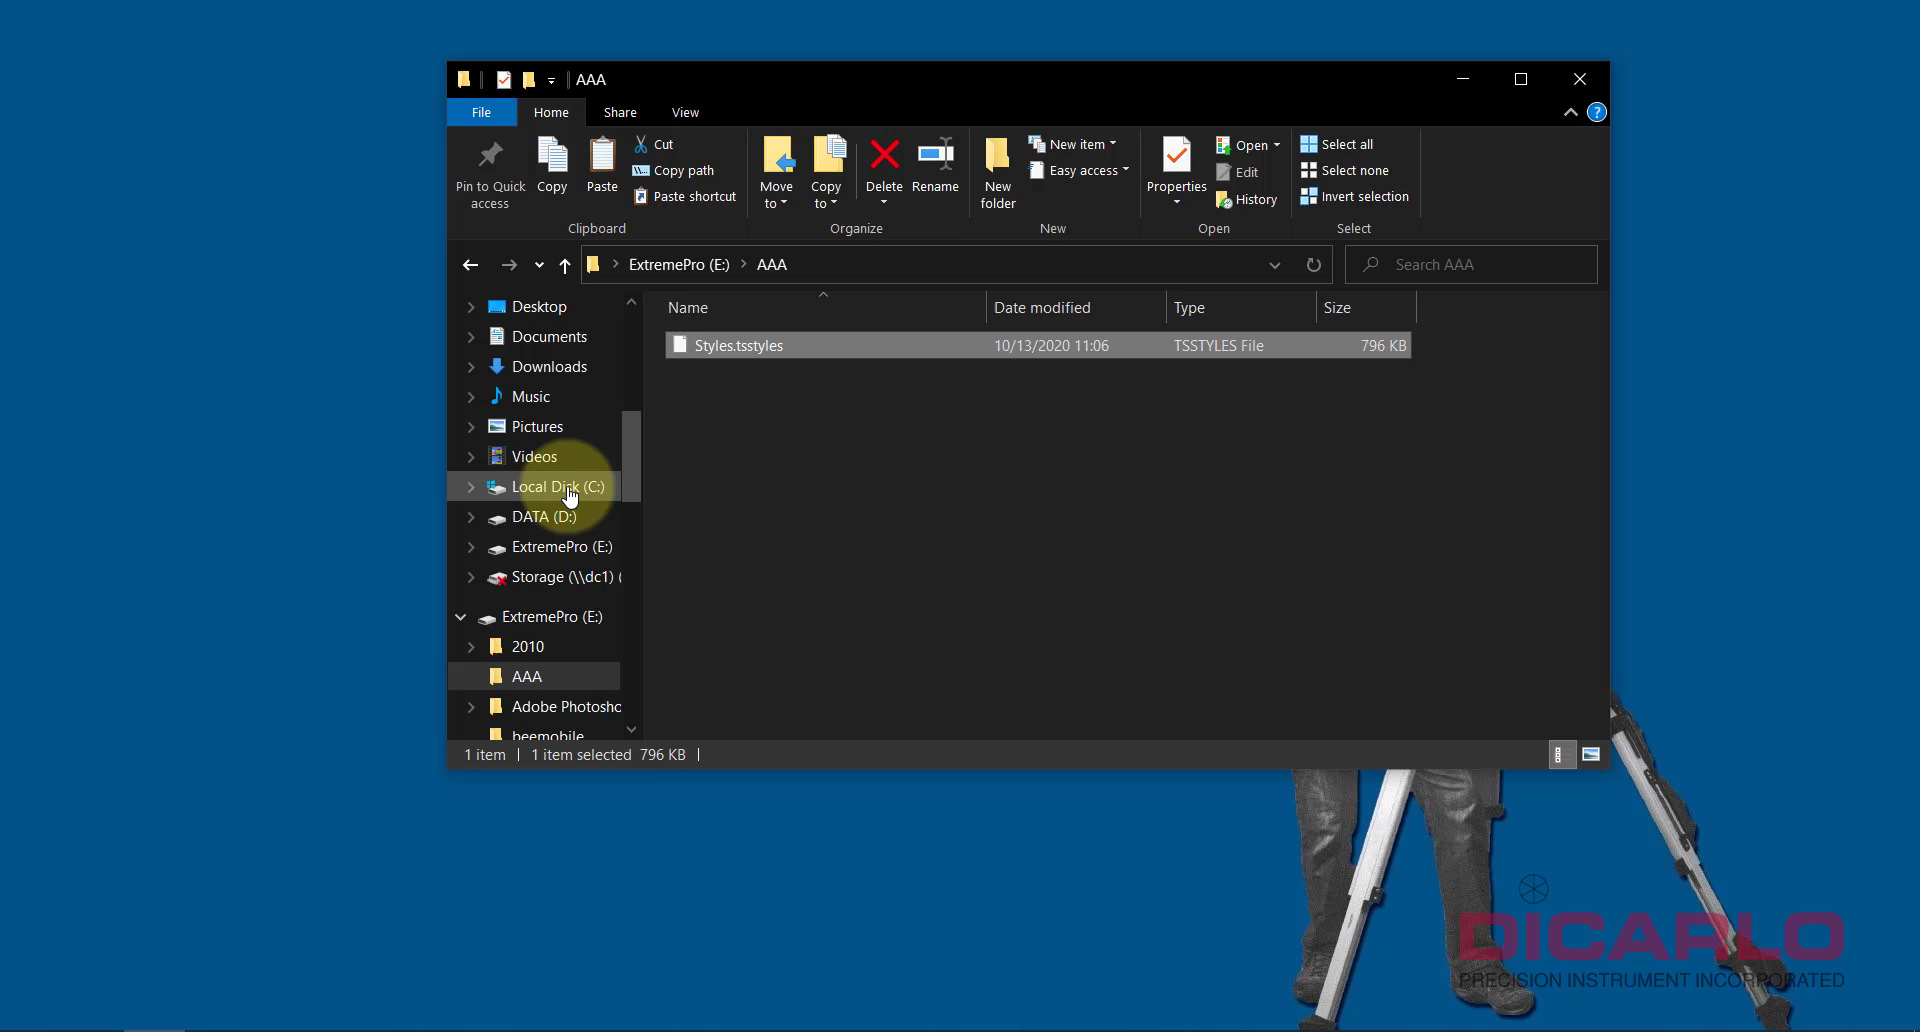 AAA
File Home Share View
Pin to Quick access
Copy
Paste
Cut
Copy path
Paste shortcut
Clipboard
Move to
Copy to
Delete
Rename
Organize
New folder
New item
Easy access
New
Properties
Open
Edit
History
Open
Select all
Select none
Invert selection
Select
ExtremePro (E:) AAA
Search AAA
Name Date modified Type Size
Styles.tsstyles 10/13/2020 11:06 TSSTYLES File 796 KB
Desktop
Documents
Downloads
Music
Pictures
Videos
Local Disk (C:)
DATA (D:)
ExtremePro (E:)
Storage (\\dc1) (
ExtremePro (E:)
2010
AAA
Adobe Photosho
beemobile
1 item 1 item selected 796 KB
DICARLO
PRECISION INSTRUMENT INCORPORATED